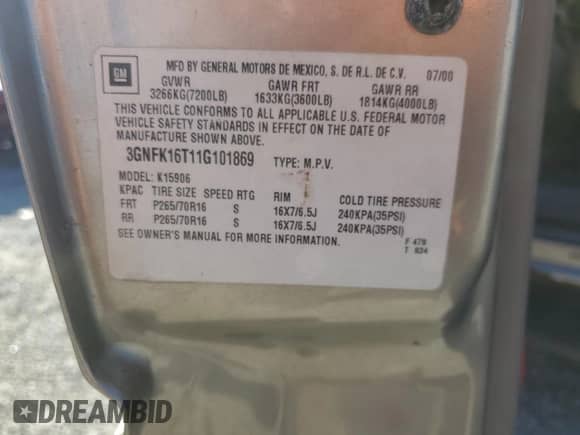 GM
MFD BY GENERAL MOTORS DE MEXICO, S. DE R.L. DE C.V. 07/00
GVWR GAWR FRT GAWR RR
3266KG(7200LB) 1633KG(3600LB) 1814KG(4000LB)
THIS VEHICLE CONFORMS TO ALL APPLICABLE U.S. FEDERAL MOTOR
VEHICLE SAFETY STANDARDS IN EFFECT ON THE DATE OF
MANUFACTURE SHOWN ABOVE.
3GNFK16T11G101869 TYPE: M.P.V.
MODEL: K15906
KPAC TIRE SIZE SPEED RTG RIM COLD TIRE PRESSURE
FRT P265/70R16 S 16X7/6.5J 240KPA(35PSI)
RR P265/70R16 S 16X7/6.5J 240KPA(35PSI)
SEE OWNER'S MANUAL FOR MORE INFORMATION.
F 479
T 834
DREAMBID